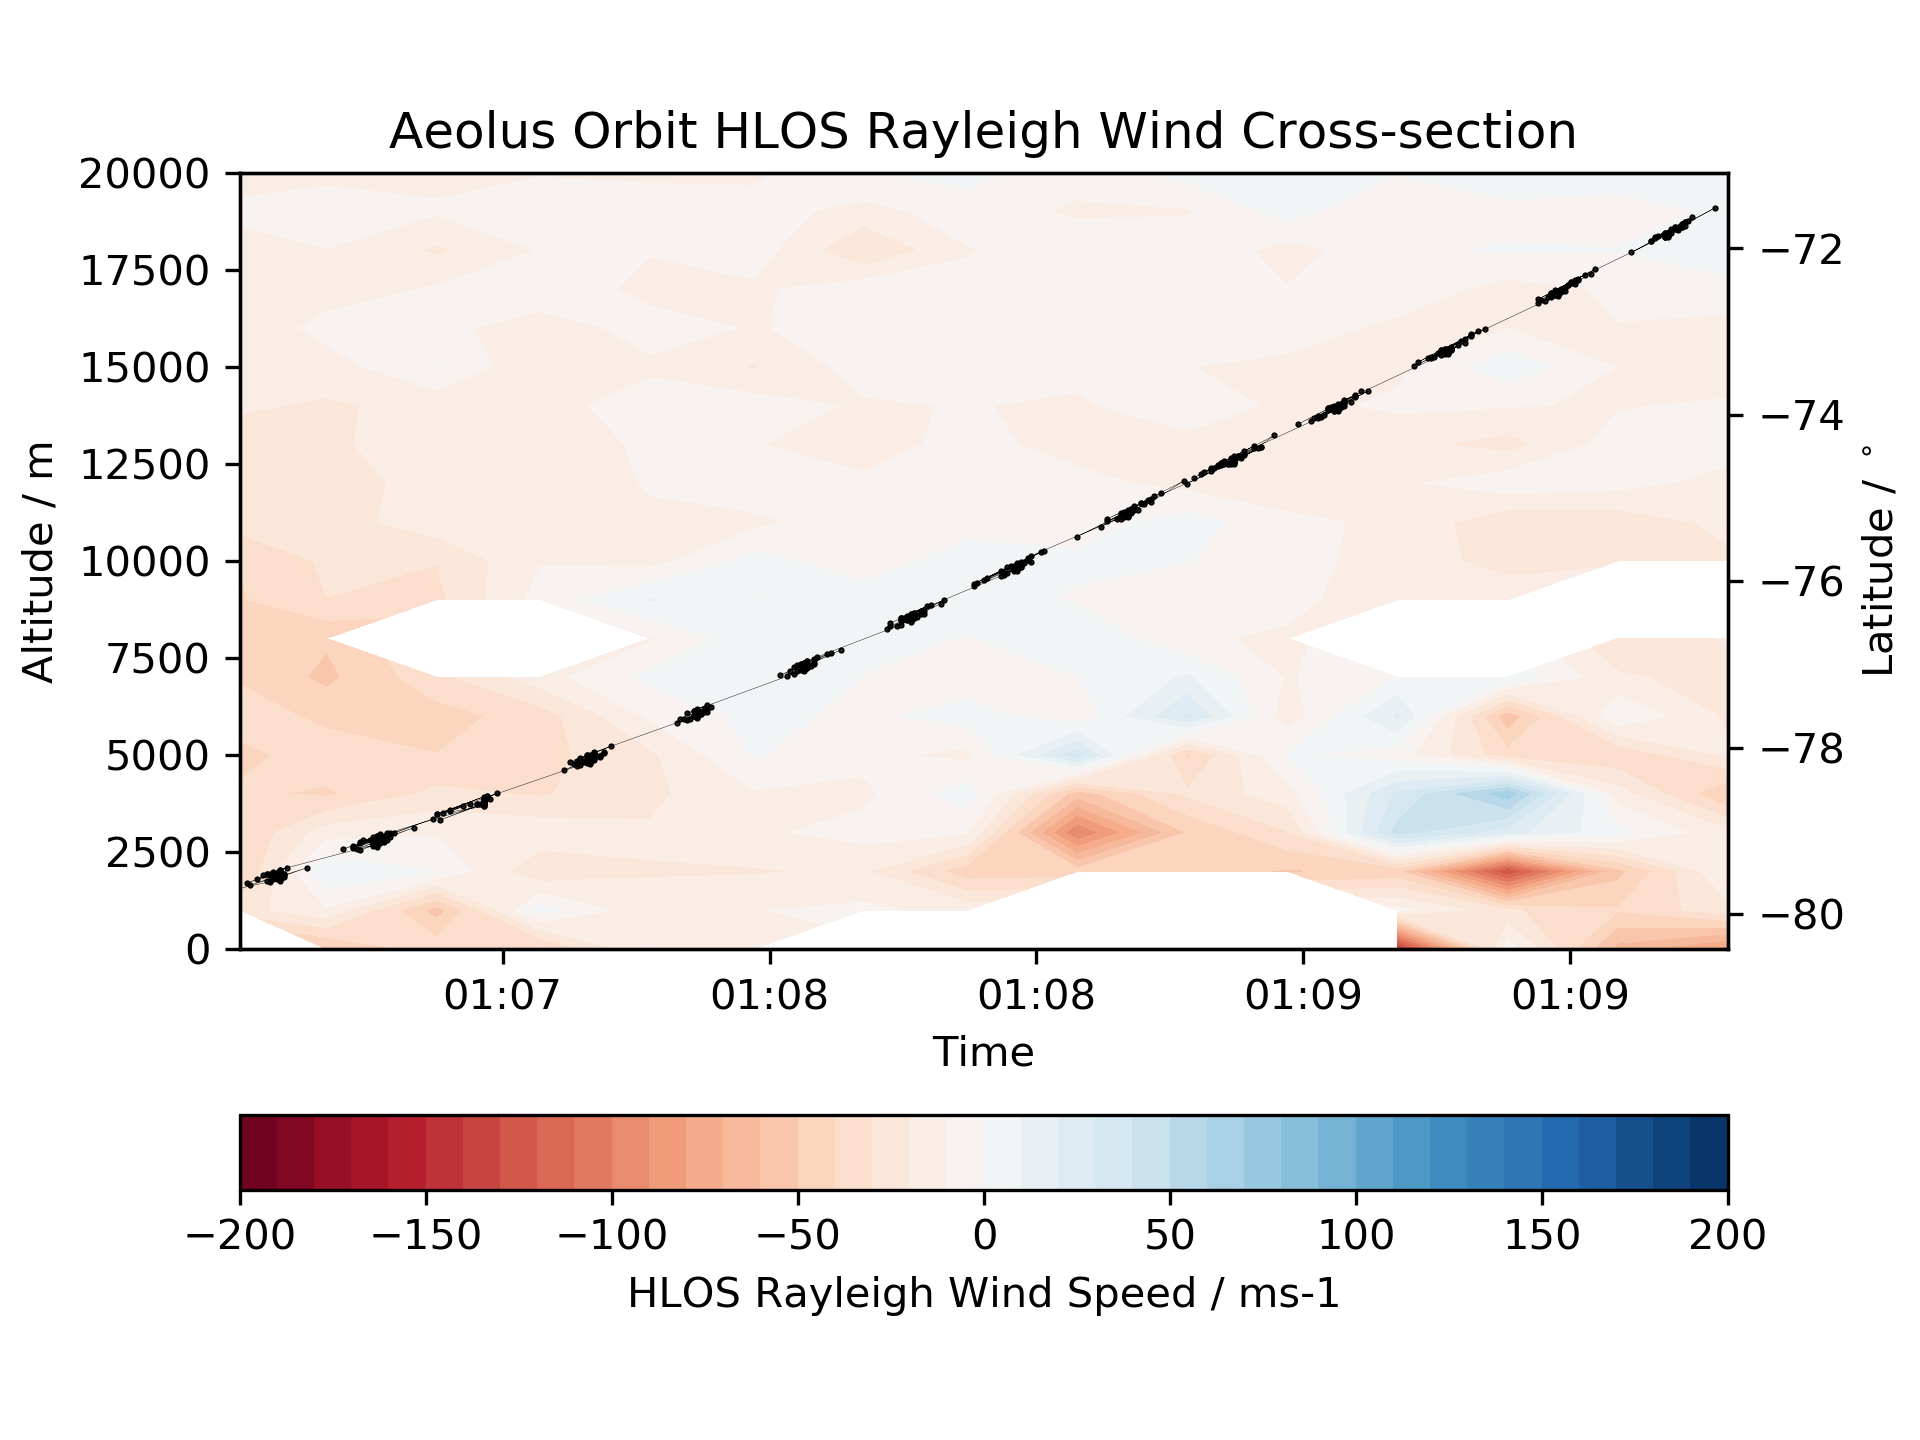 Aeolus Orbit HLOS Rayleigh Wind Cross-section
20000
17500
15000
12500
10000
7500
5000
2500
0
Altitude / m
−72
−74
−76
−78
−80
Latitude / °
01:07 01:08 01:08 01:09 01:09
Time
−200 −150 −100 −50 0 50 100 150 200
HLOS Rayleigh Wind Speed / ms-1